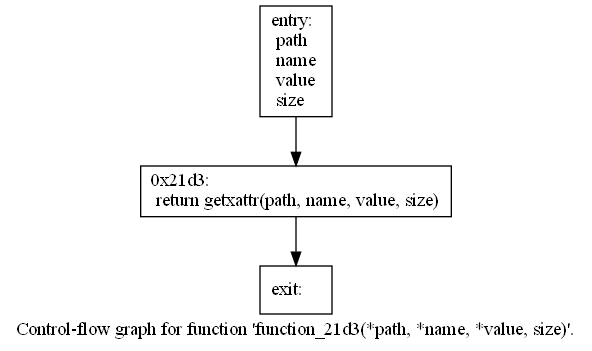 entry:
path
name
value
size
0x21d3:
return getxattr(path, name, value, size)
exit:
Control-flow graph for function 'function_21d3(*path, *name, *value, size)'.